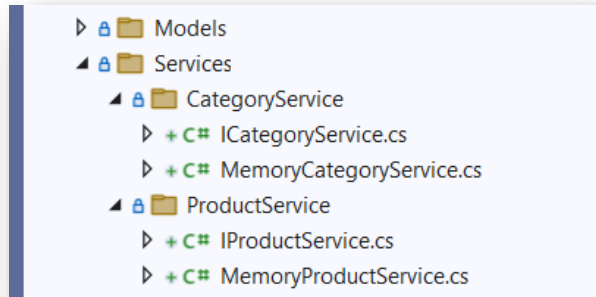 Models
Services
CategoryService
+ C# ICategoryService.cs
+ C# MemoryCategoryService.cs
ProductService
+ C# IProductService.cs
+ C# MemoryProductService.cs